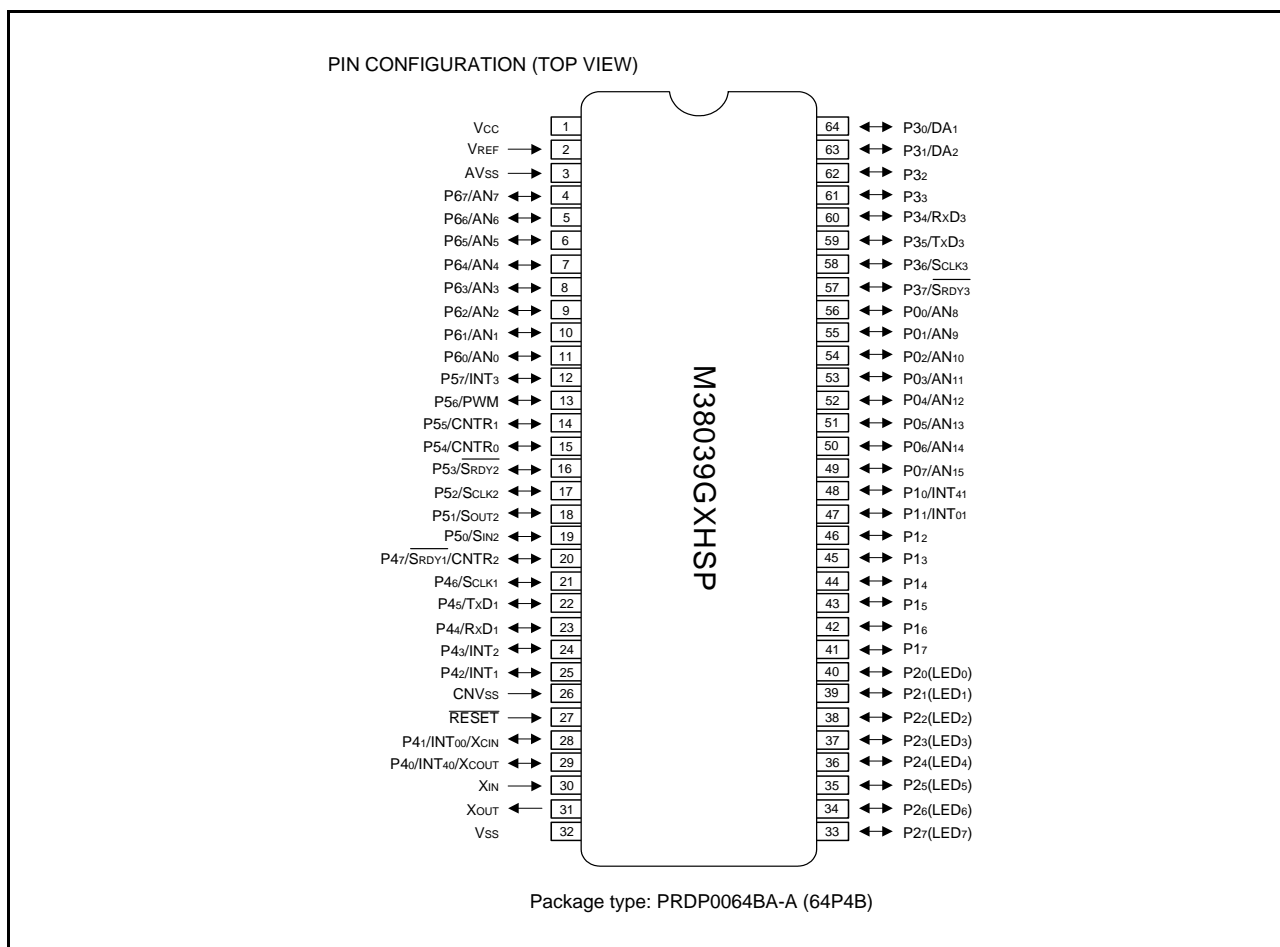 PIN CONFIGURATION (TOP VIEW)
VCC 1
VREF 2
AVSS 3
P67/AN7 4
P66/AN6 5
P65/AN5 6
P64/AN4 7
P63/AN3 8
P62/AN2 9
P61/AN1 10
P60/AN0 11
P57/INT3 12
P56/PWM 13
P55/CNTR1 14
P54/CNTR0 15
P53/SRDY2 16
P52/SCLK2 17
P51/SOUT2 18
P50/SIN2 19
P47/SRDY1/CNTR2 20
P46/SCLK1 21
P45/TXD1 22
P44/RXD1 23
P43/INT2 24
P42/INT1 25
CNVSS 26
RESET 27
P41/INT00/XCIN 28
P40/INT40/XCOUT 29
XIN 30
XOUT 31
VSS 32
M38039GXHSP
64 P30/DA1
63 P31/DA2
62 P32
61 P33
60 P34/RXD3
59 P35/TXD3
58 P36/SCLK3
57 P37/SRDY3
56 P00/AN8
55 P01/AN9
54 P02/AN10
53 P03/AN11
52 P04/AN12
51 P05/AN13
50 P06/AN14
49 P07/AN15
48 P10/INT41
47 P11/INT01
46 P12
45 P13
44 P14
43 P15
42 P16
41 P17
40 P20(LED0)
39 P21(LED1)
38 P22(LED2)
37 P23(LED3)
36 P24(LED4)
35 P25(LED5)
34 P26(LED6)
33 P27(LED7)
Package type: PRDP0064BA-A (64P4B)